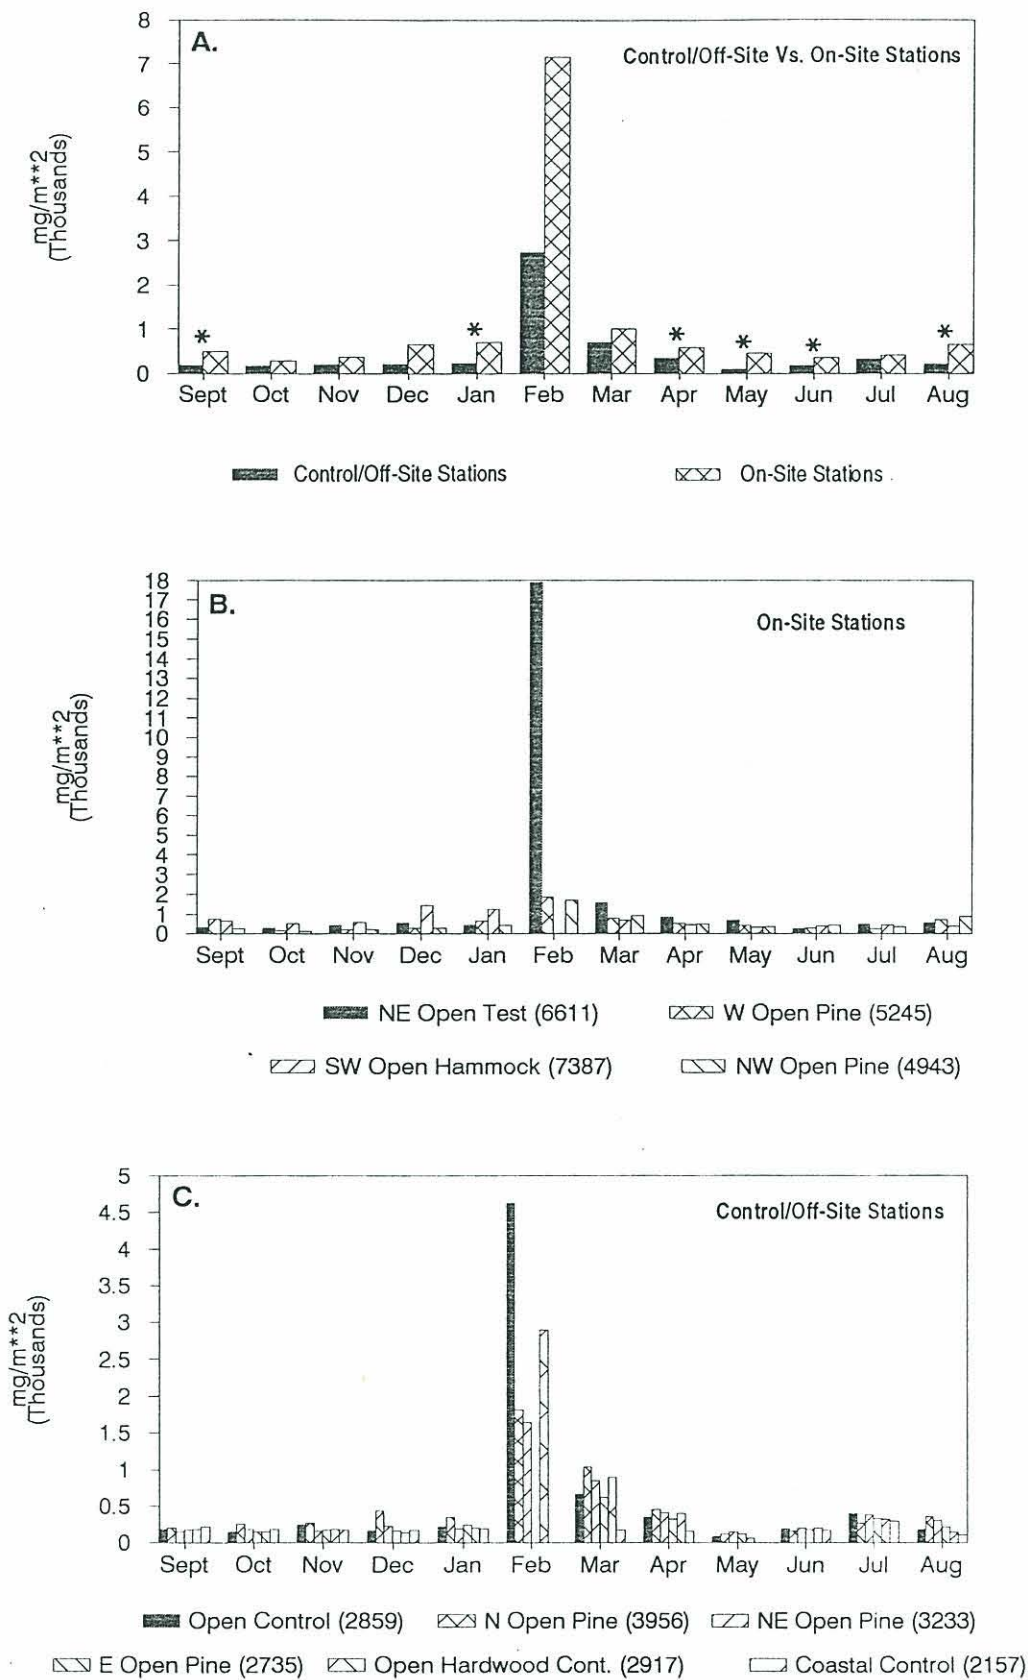 A.
Control/Off-Site Vs. On-Site Stations
mg/m**2
(Thousands)
8
7
6
5
4
3
2
1
0
* * * * * *
Sept Oct Nov Dec Jan Feb Mar Apr May Jun Jul Aug
Control/Off-Site Stations On-Site Stations
B.
On-Site Stations
mg/m**2
(Thousands)
18
17
16
15
14
13
12
11
10
9
8
7
6
5
4
3
2
1
0
Sept Oct Nov Dec Jan Feb Mar Apr May Jun Jul Aug
NE Open Test (6611) W Open Pine (5245)
SW Open Hammock (7387) NW Open Pine (4943)
C.
Control/Off-Site Stations
mg/m**2
(Thousands)
5
4.5
4
3.5
3
2.5
2
1.5
1
0.5
0
Sept Oct Nov Dec Jan Feb Mar Apr May Jun Jul Aug
Open Control (2859) N Open Pine (3956) NE Open Pine (3233)
E Open Pine (2735) Open Hardwood Cont. (2917) Coastal Control (2157)